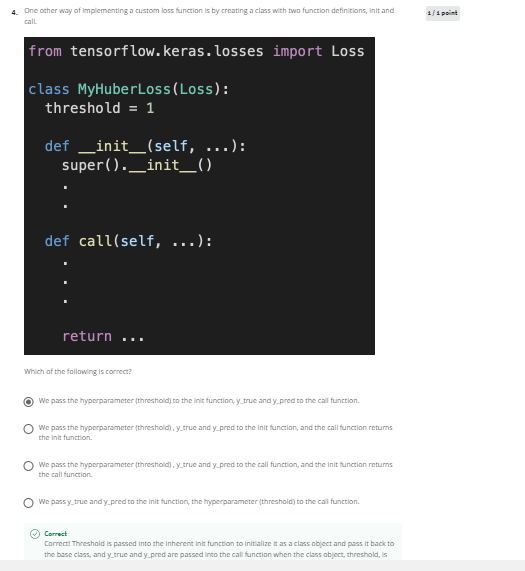 4. One other way of implementing a custom loss function is by creating a class with two function definitions, init and
call.
1 / 1 point
from tensorflow.keras.losses import Loss
class MyHuberLoss(Loss):
threshold = 1
def __init__(self, ...):
super().__init__()
.
.
def call(self, ...):
.
.
.
return ...
Which of the following is correct?
We pass the hyperparameter (threshold) to the init function, y_true and y_pred to the call function.
We pass the hyperparameter (threshold) , y_true and y_pred to the init function, and the call function returns
the init function.
We pass the hyperparameter (threshold) , y_true and y_pred to the call function, and the init function returns
the call function.
We pass y_true and y_pred to the init function, the hyperparameter (threshold) to the call function.
Correct
Correct! Threshold is passed into the inherent init function to initialize it as a class object and pass it back to
the base class, and y_true and y_pred are passed into the call function when the class object, threshold, is